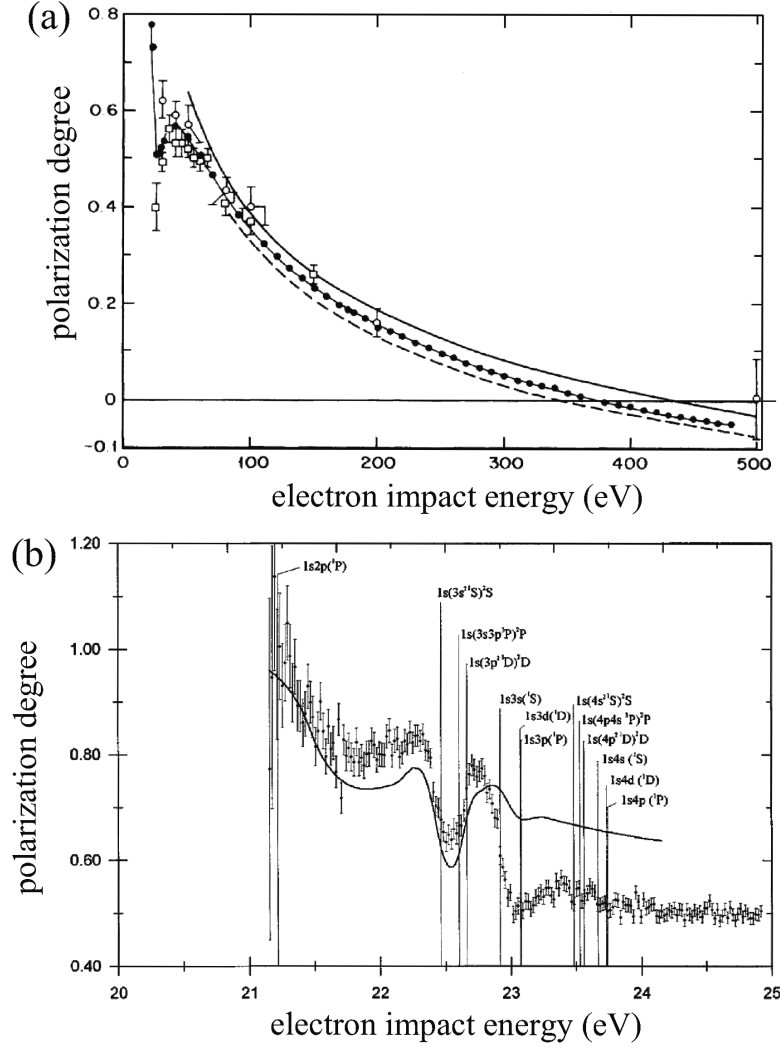 (a)
0.8
0.6
0.4
0.2
0
-0.1
0 100 200 300 400 500
polarization degree
electron impact energy (eV)
(b)
1.20
1.00
0.80
0.60
0.40
20 21 22 23 24 25
polarization degree
electron impact energy (eV)
1s2p(¹P)
1s(3s²¹S)²S
1s(3s3p³P)²P
1s(3p²¹D)²D
1s3s(¹S)
1s3d(¹D)
1s3p(¹P)
1s(4s²¹S)²S
1s(4p4s ³P)²P
1s(4p²¹D)²D
1s4s (¹S)
1s4d (¹D)
1s4p (¹P)